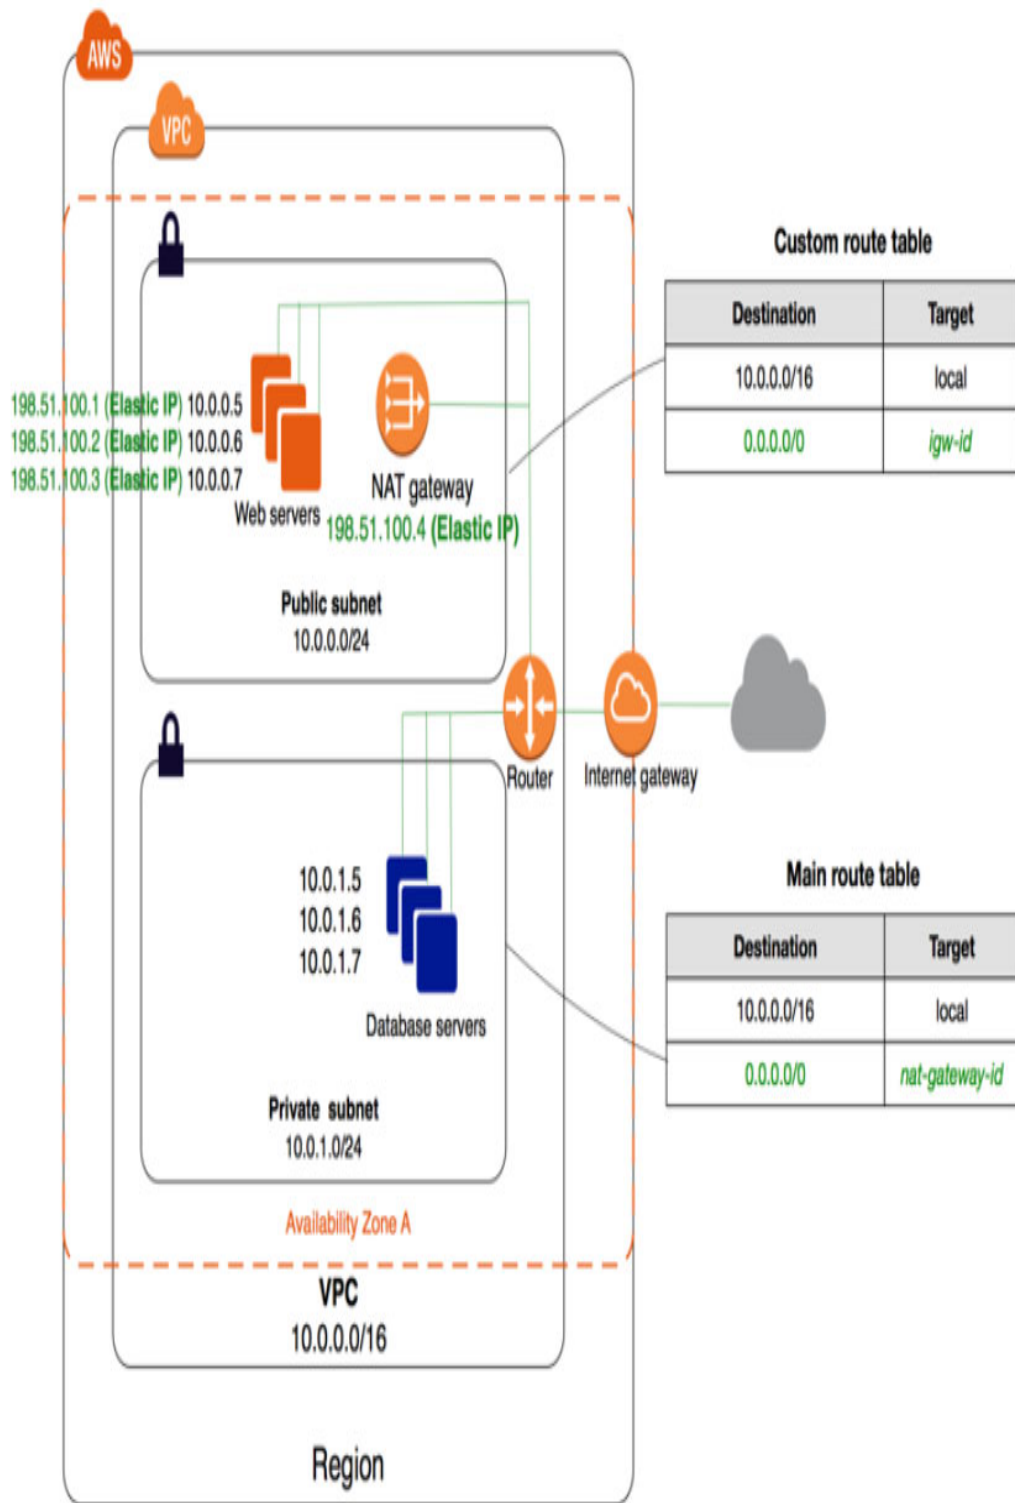 AWS
VPC
198.51.100.1 (Elastic IP) 10.0.0.5
198.51.100.2 (Elastic IP) 10.0.0.6
198.51.100.3 (Elastic IP) 10.0.0.7
Web servers
NAT gateway
198.51.100.4 (Elastic IP)
Public subnet
10.0.0.0/24
Custom route table
Destination Target
10.0.0.0/16 local
0.0.0.0/0 igw-id
Router
Internet gateway
10.0.1.5
10.0.1.6
10.0.1.7
Database servers
Private subnet
10.0.1.0/24
Main route table
Destination Target
10.0.0.0/16 local
0.0.0.0/0 nat-gateway-id
Availability Zone A
VPC
10.0.0.0/16
Region